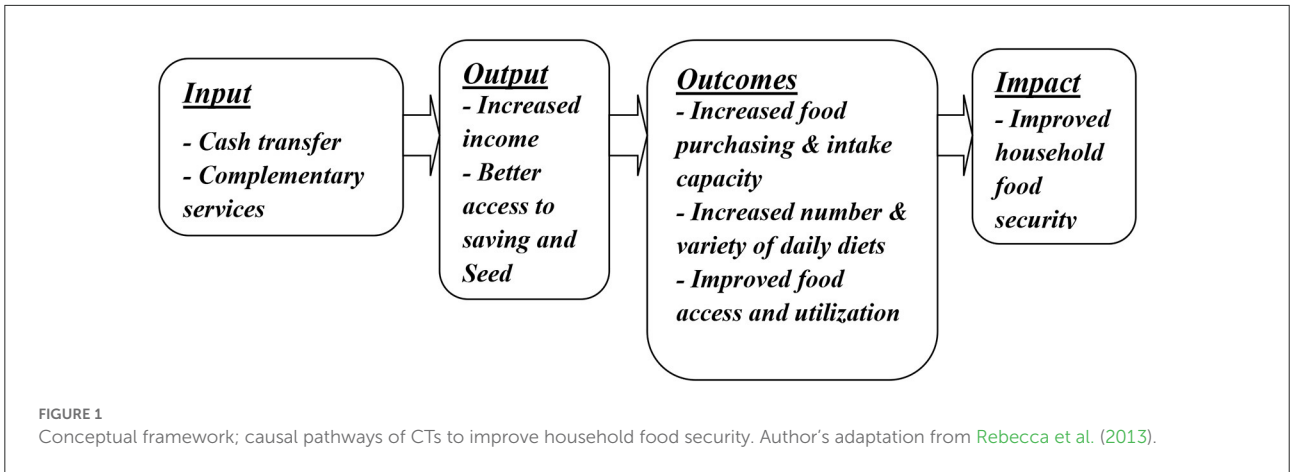 Input
- Cash transfer
- Complementary
services
Output
- Increased
income
- Better
access to
saving and
Seed
Outcomes
- Increased food
purchasing & intake
capacity
- Increased number &
variety of daily diets
- Improved food
access and utilization
Impact
- Improved
household
food
security
FIGURE 1
Conceptual framework; causal pathways of CTs to improve household food security. Author's adaptation from Rebecca et al. (2013).